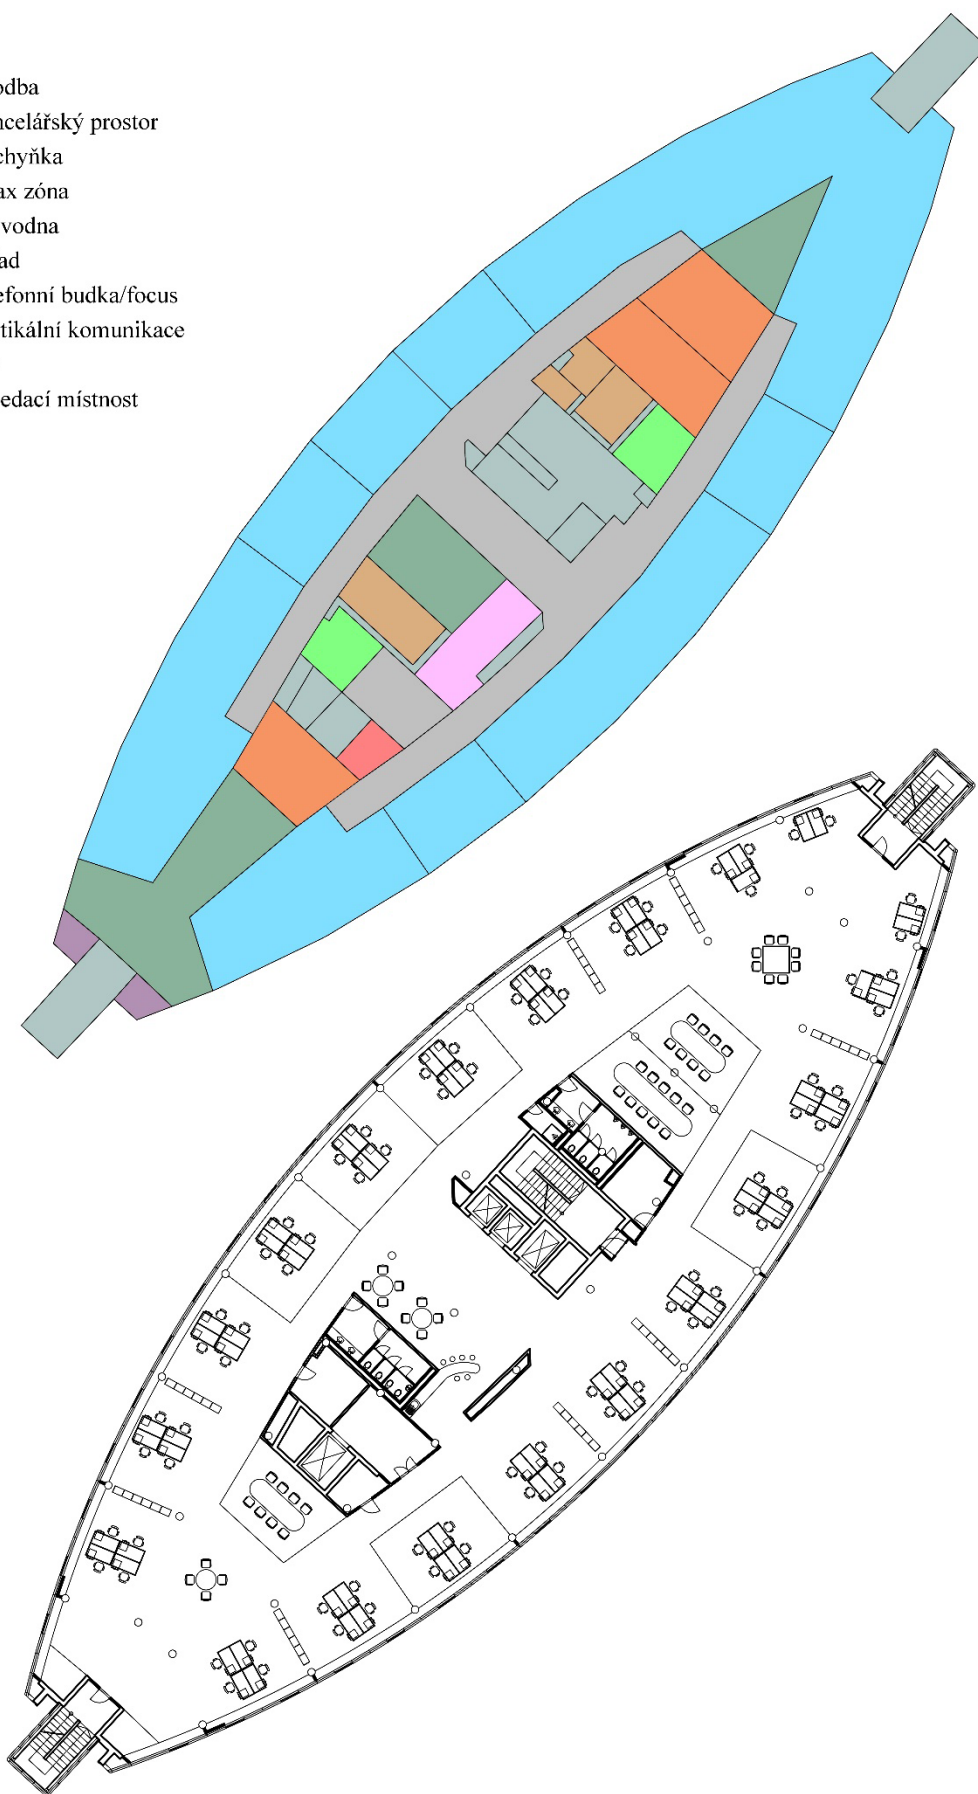 odba
ncelářský prostor
chyňka
ax zóna
vodna
ad
efonní budka/focus
tikální komunikace
edací místnost